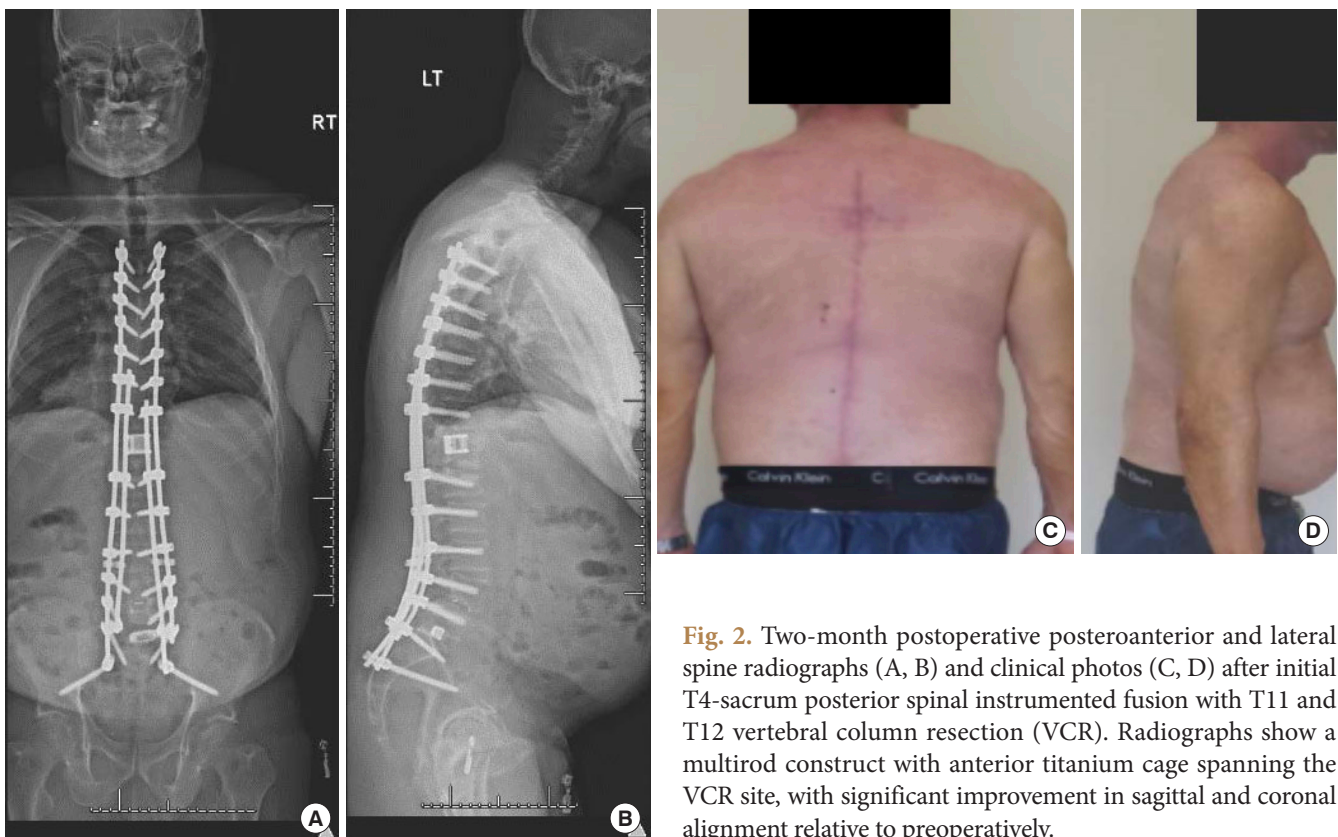 RT
LT
Calvin Klein C Calvin Klein
A
B
C
D
Fig. 2. Two-month postoperative posteroanterior and lateral
spine radiographs (A, B) and clinical photos (C, D) after initial
T4-sacrum posterior spinal instrumented fusion with T11 and
T12 vertebral column resection (VCR). Radiographs show a
multirod construct with anterior titanium cage spanning the
VCR site, with significant improvement in sagittal and coronal
alignment relative to preoperatively.